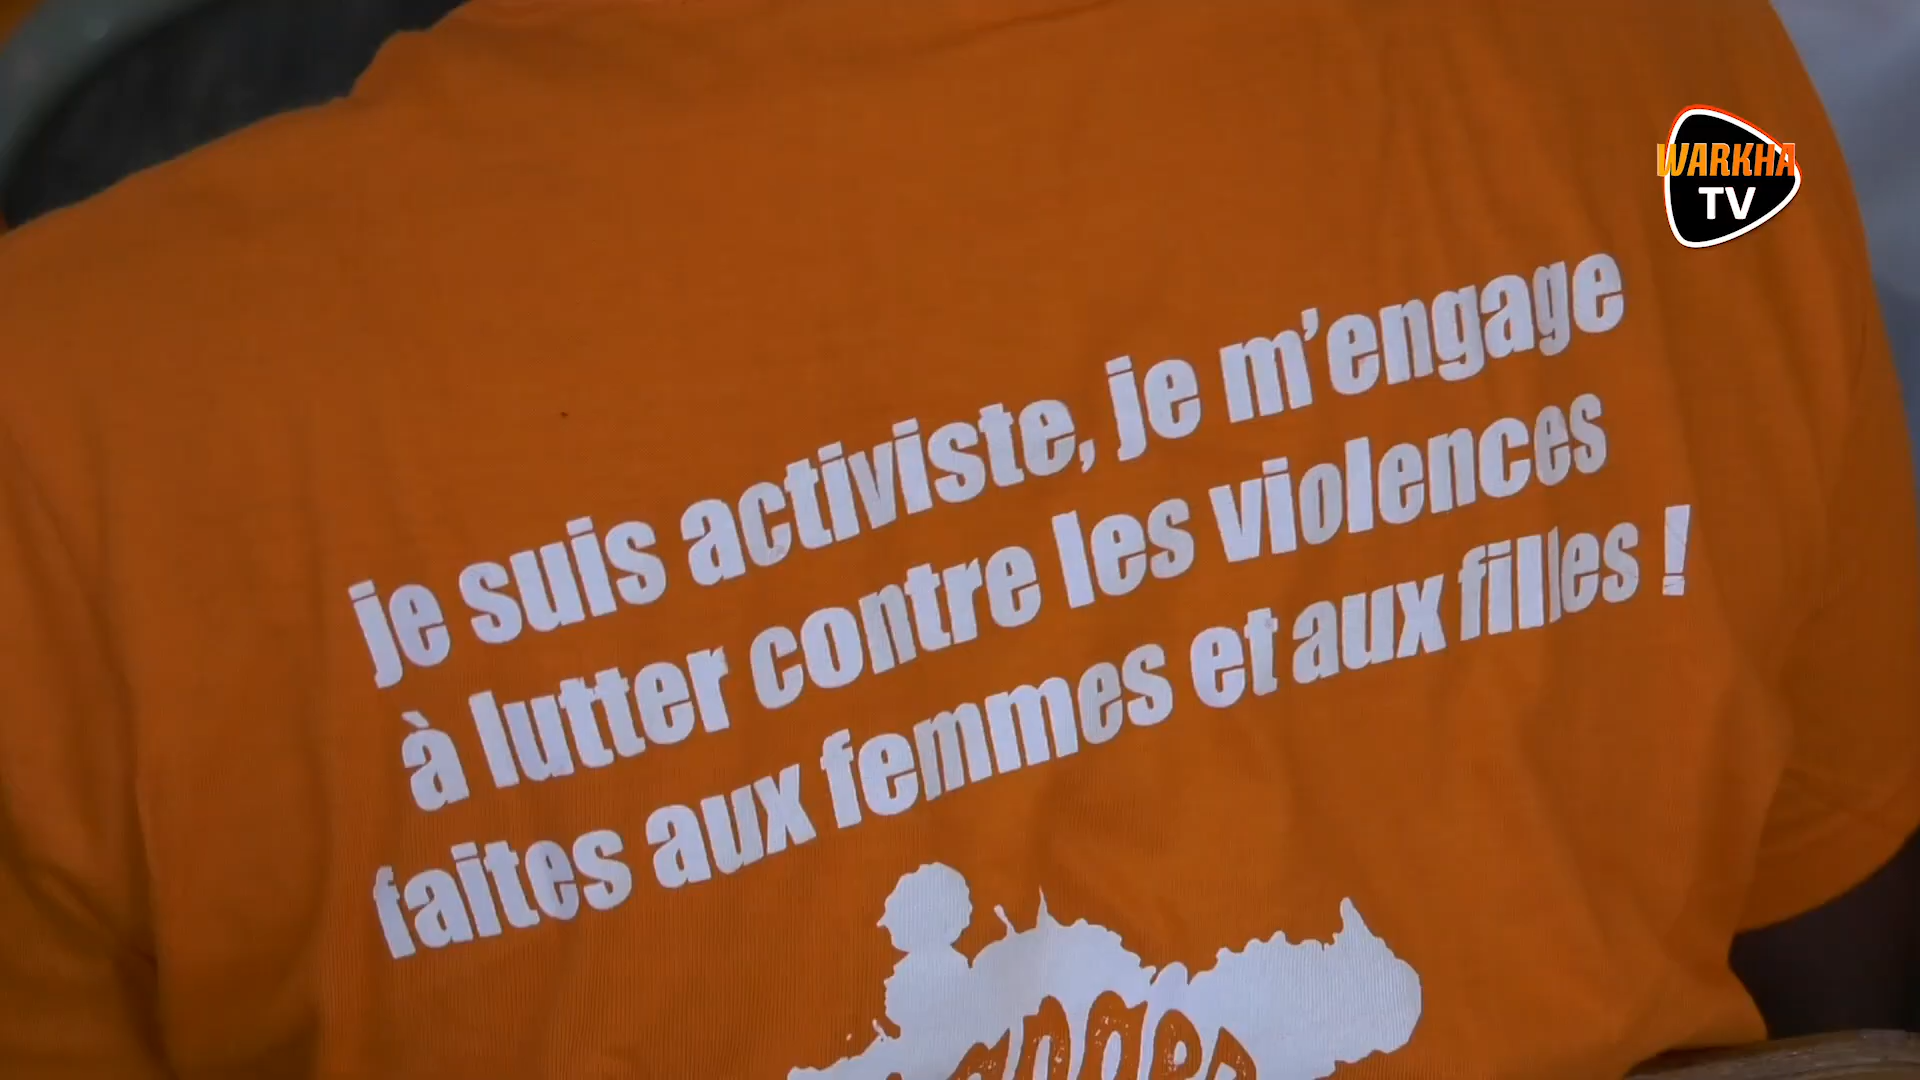 WARKHA
TV
je suis activiste, je m'engage
à lutter contre les violences
faites aux femmes et aux filles !